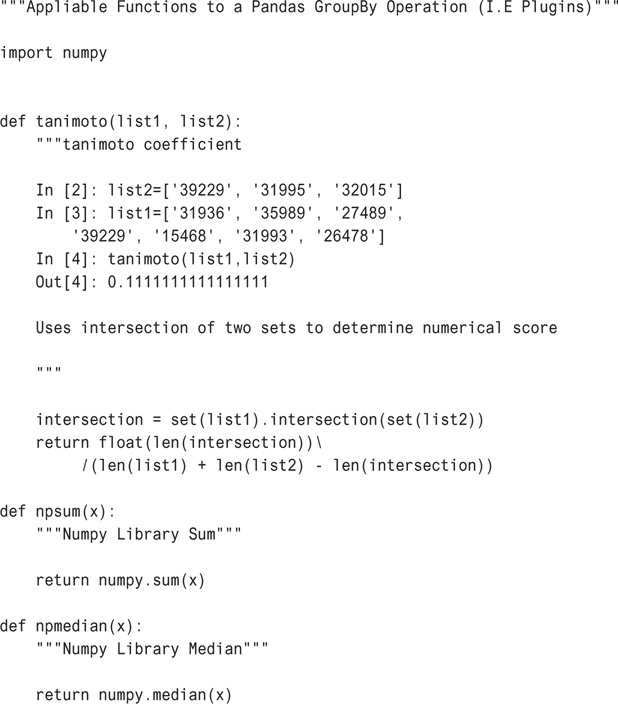 """Appliable Functions to a Pandas GroupBy Operation (I.E Plugins)"""
import numpy
def tanimoto(list1, list2):
"""tanimoto coefficient
In [2]: list2=['39229', '31995', '32015']
In [3]: list1=['31936', '35989', '27489',
'39229', '15468', '31993', '26478']
In [4]: tanimoto(list1,list2)
Out[4]: 0.1111111111111111
Uses intersection of two sets to determine numerical score
"""
intersection = set(list1).intersection(set(list2))
return float(len(intersection))\
/(len(list1) + len(list2) - len(intersection))
def npsum(x):
"""Numpy Library Sum"""
return numpy.sum(x)
def npmedian(x):
"""Numpy Library Median"""
return numpy.median(x)